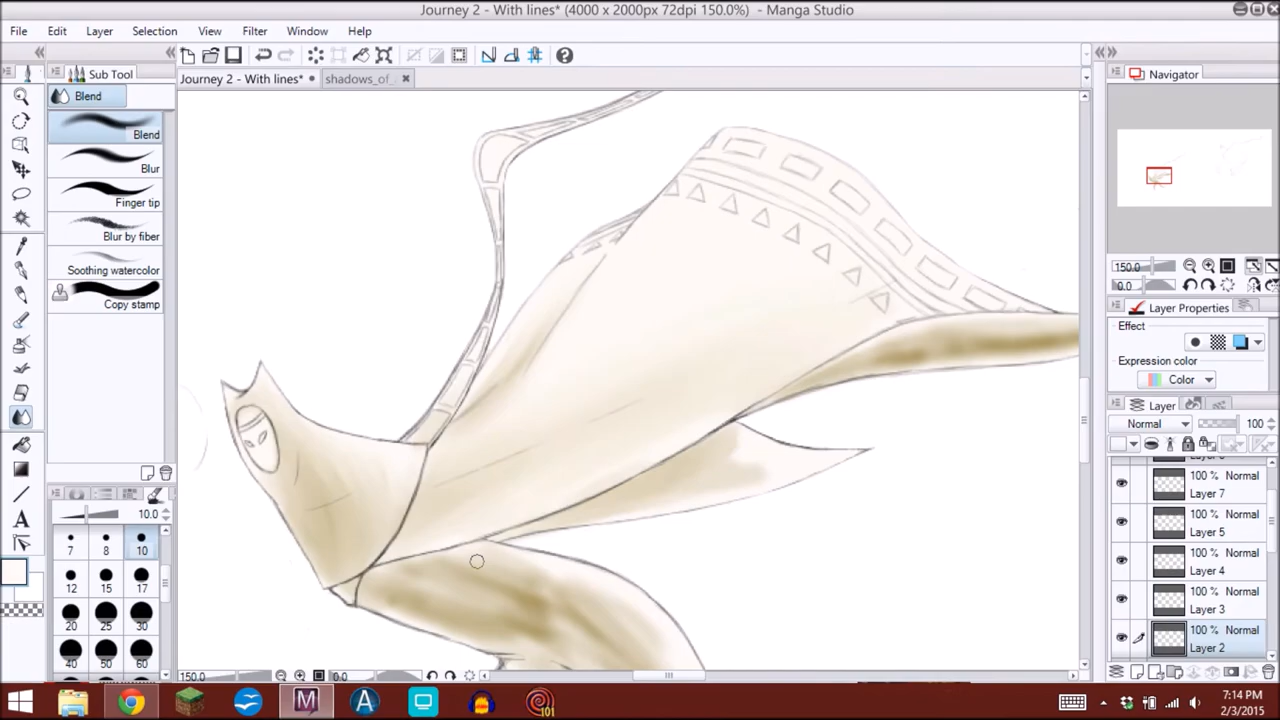 Journey 2 - With lines* (4000 x 2000px 72dpi 150.0%) - Manga Studio
File Edit Layer Selection View Filter Window Help
Sub Tool
Journey 2 - With lines*
shadows_of_
Navigator
Blend
Blend
Blur
Finger tip
Blur by fiber
Soothing watercolor
Copy stamp
150.0
0.0
Layer Properties
Effect
Expression color
Color
Layer
Normal 100
100 % Normal
Layer 7
100 % Normal
Layer 5
100 % Normal
Layer 4
100 % Normal
Layer 3
100 % Normal
Layer 2
10.0
7 8 10
12 15 17
20 25 30
40 50 60
150.0 0.0
A
M
A
101
7:14 PM
2/3/2015